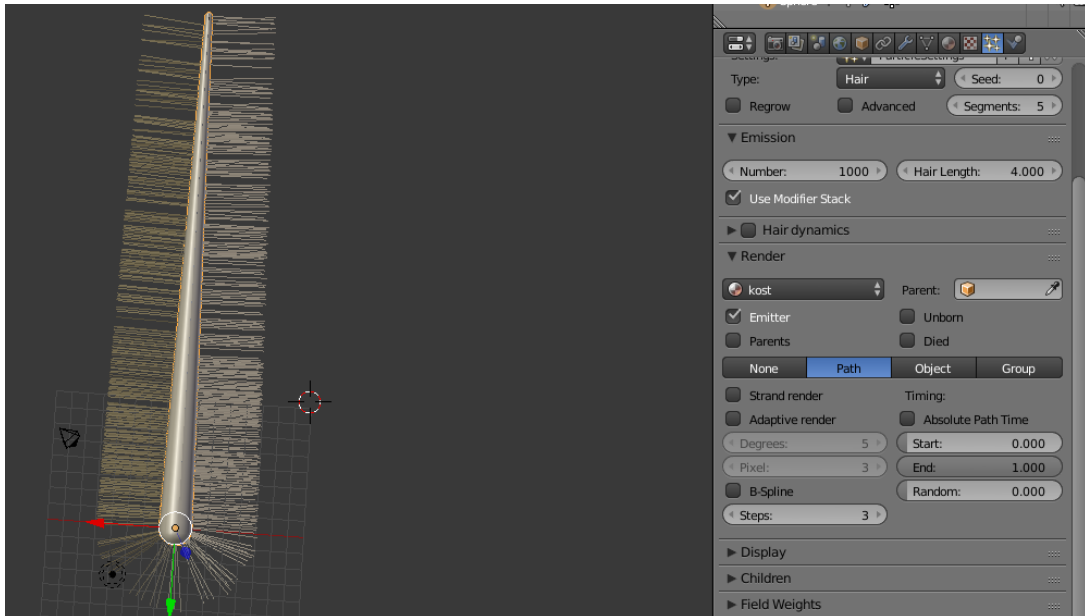 Sphere
Settings: ParticleSettings F
Type: Hair Seed: 0
Regrow Advanced Segments: 5
Emission
Number: 1000 Hair Length: 4.000
Use Modifier Stack
Hair dynamics
Render
kost Parent:
Emitter Unborn
Parents Died
None Path Object Group
Strand render Timing:
Adaptive render Absolute Path Time
Degrees: 5 Start: 0.000
Pixel: 3 End: 1.000
B-Spline Random: 0.000
Steps: 3
Display
Children
Field Weights